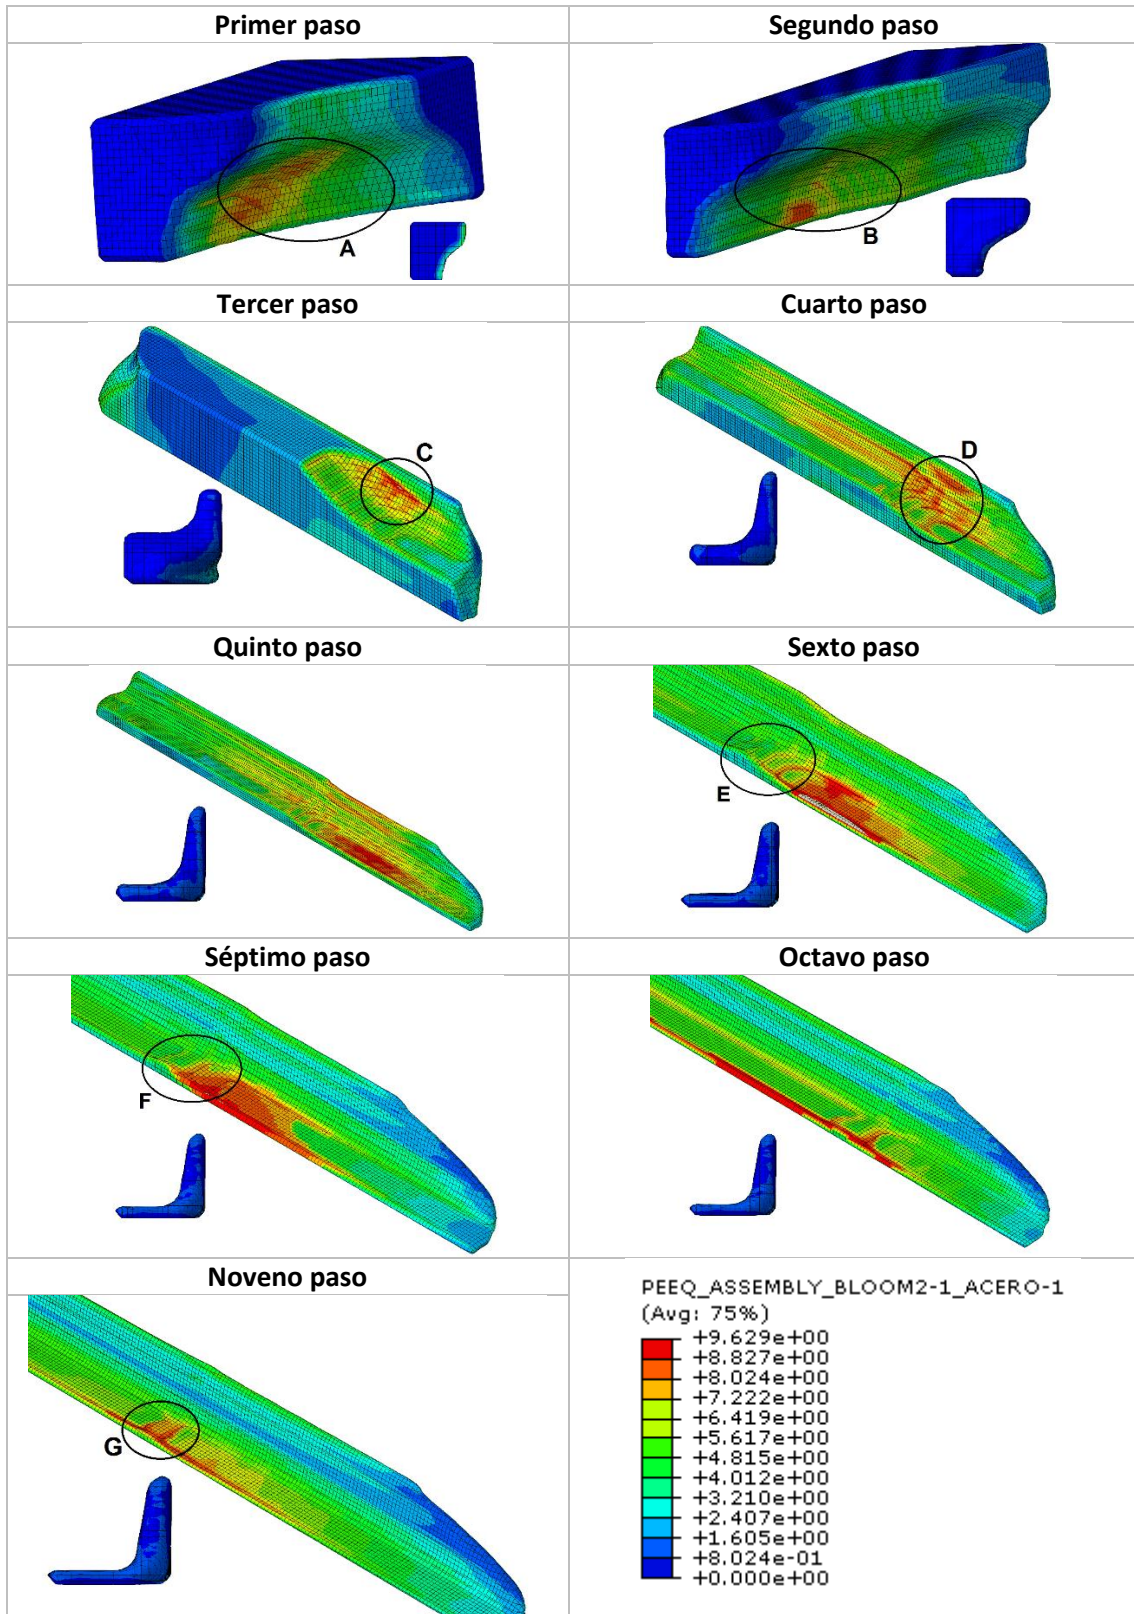 Primer paso
Segundo paso
A
B
Tercer paso
Cuarto paso
C
D
Quinto paso
Sexto paso
E
Séptimo paso
Octavo paso
F
Noveno paso
G
PEEQ_ASSEMBLY_BLOOM2-1_ACERO-1
(Avg: 75%)
+9.629e+00
+8.827e+00
+8.024e+00
+7.222e+00
+6.419e+00
+5.617e+00
+4.815e+00
+4.012e+00
+3.210e+00
+2.407e+00
+1.605e+00
+8.024e-01
+0.000e+00